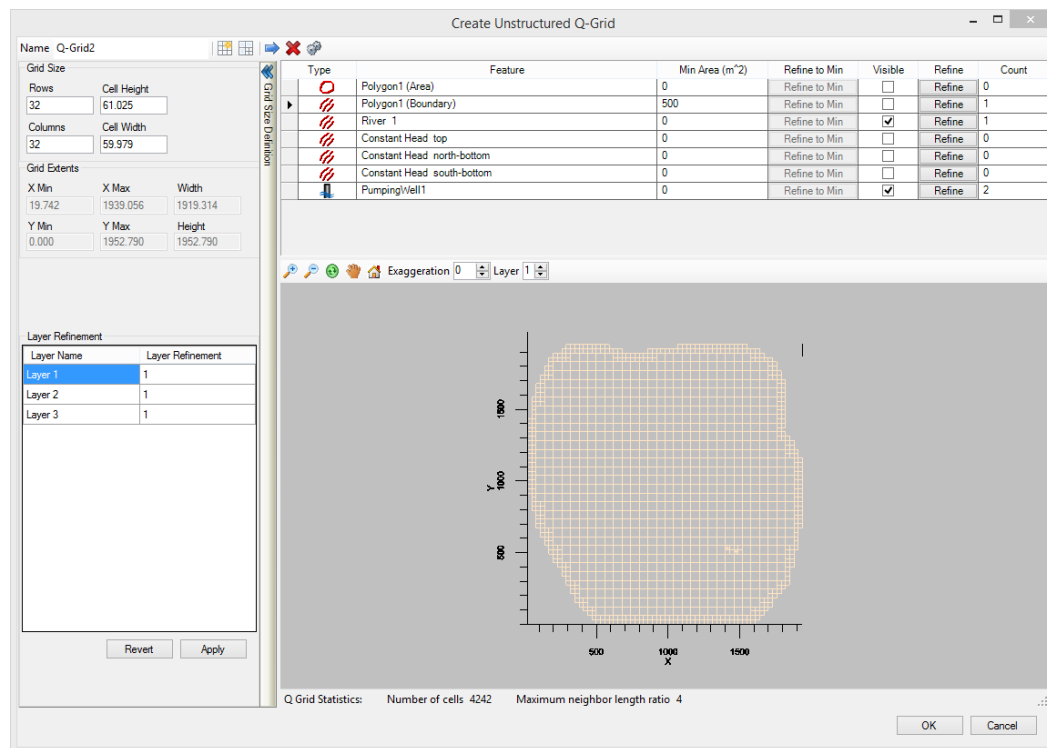 Create Unstructured Q-Grid
Name Q-Grid2
Grid Size
Rows Cell Height
32 61.025
Columns Cell Width
32 59.979
Grid Extents
X Min X Max Width
19.742 1939.056 1919.314
Y Min Y Max Height
0.000 1952.790 1952.790
Layer Refinement
Layer Name Layer Refinement
Layer 1 1
Layer 2 1
Layer 3 1
Revert Apply
Grid Size Definition
Type Feature Min Area (m^2) Refine to Min Visible Refine Count
Polygon1 (Area) 0 Refine to Min Refine 0
Polygon1 (Boundary) 500 Refine to Min Refine 1
River 1 0 Refine to Min Refine 1
Constant Head top 0 Refine to Min Refine 0
Constant Head north-bottom 0 Refine to Min Refine 0
Constant Head south-bottom 0 Refine to Min Refine 0
PumpingWell1 0 Refine to Min Refine 2
Exaggeration 0 Layer 1
1500
1000
Y
500
500 1000 1500
X
Q Grid Statistics: Number of cells 4242 Maximum neighbor length ratio 4
OK Cancel